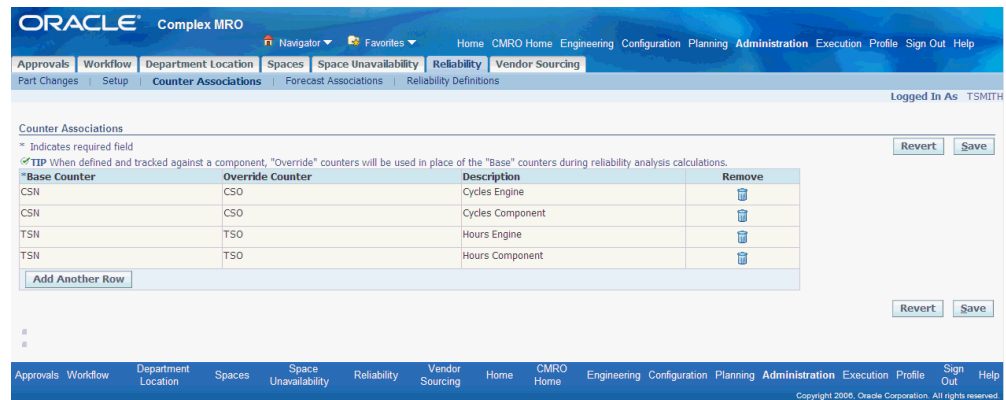 ORACLE® Complex MRO
Navigator Favorites Home CMRO Home Engineering Configuration Planning Administration Execution Profile Sign Out Help
Approvals Workflow Department Location Spaces Space Unavailability Reliability Vendor Sourcing
Part Changes | Setup | Counter Associations | Forecast Associations | Reliability Definitions
Logged In As TSMITH
Counter Associations
* Indicates required field Revert Save
TIP When defined and tracked against a component, "Override" counters will be used in place of the "Base" counters during reliability analysis calculations.
*Base Counter Override Counter Description Remove
CSN CSO Cycles Engine
CSN CSO Cycles Component
TSN TSO Hours Engine
TSN TSO Hours Component
Add Another Row
Revert Save
Approvals Workflow Department Location Spaces Space Unavailability Reliability Vendor Sourcing Home CMRO Home Engineering Configuration Planning Administration Execution Profile Sign Out Help
Copyright 2006, Oracle Corporation. All rights reserved.